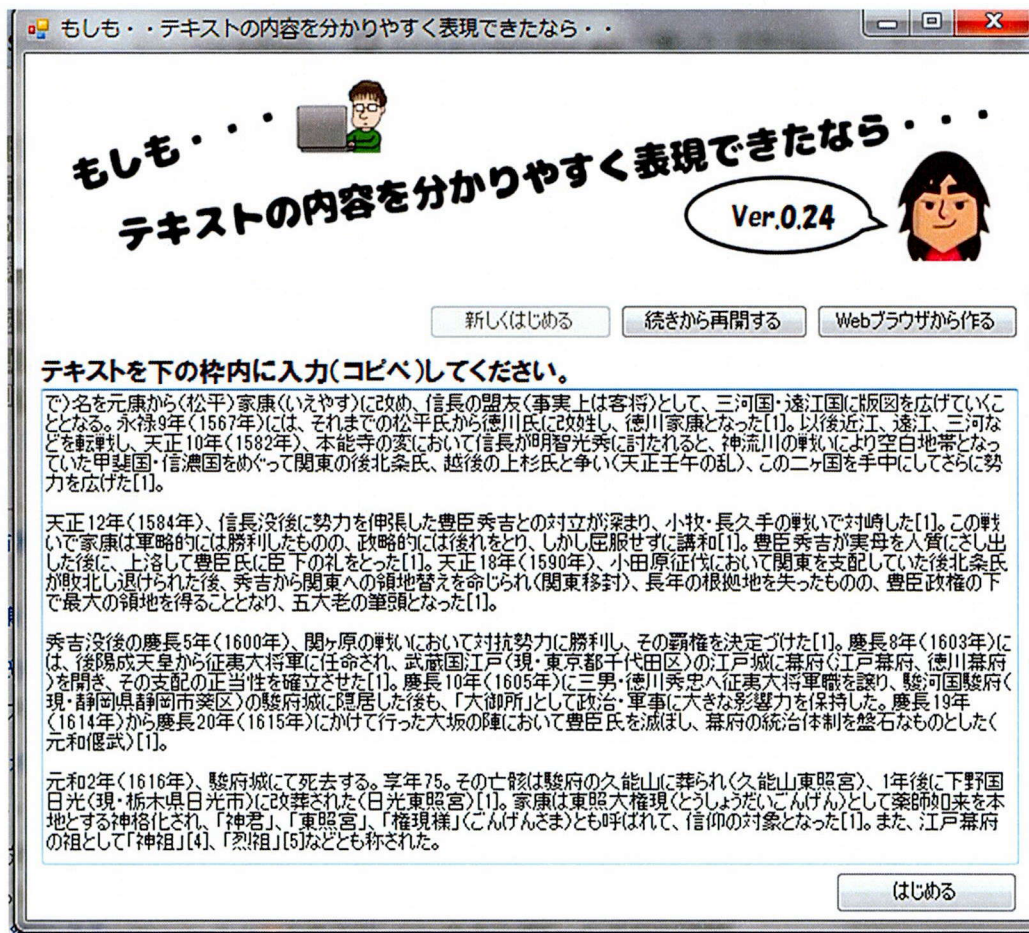 もしも・・テキストの内容を分かりやすく表現できたなら・・
もしも・・・
テキストの内容を分かりやすく表現できたなら・・・
Ver.0.24
新しくはじめる
続きから再開する
Webブラウザから作る
テキストを下の枠内に入力(コピペ)してください。
で)名を元康から(松平)家康(いえやす)に改め、信長の盟友(事実上は客将)として、三河国・遠江国に版図を広げていくこ
ととなる。永禄9年(1567年)には、それまでの松平氏から徳川氏に改姓し、徳川家康となった[1]。以後近江、遠江、三河な
どを転戦し、天正10年(1582年)、本能寺の変において信長が明智光秀に討たれると、神流川の戦いにより空白地帯となっ
ていた甲斐国・信濃国をめぐって関東の後北条氏、越後の上杉氏と争い(天正壬午の乱)、この二ヶ国を手中にしてさらに勢
力を広げた[1]。
天正12年(1584年)、信長没後に勢力を伸張した豊臣秀吉との対立が深まり、小牧・長久手の戦いで対峙した[1]。この戦
いで家康は軍略的には勝利したものの、政略的には後れをとり、しかし屈服せずに講和[1]。豊臣秀吉が実母を人質にさし出
した後に、上洛して豊臣氏に臣下の礼をとった[1]。天正18年(1590年)、小田原征伐において関東を支配していた後北条氏
が敗北し退けられた後、秀吉から関東への領地替えを命じられ(関東移封)、長年の根拠地を失ったものの、豊臣政権の下
で最大の領地を得ることとなり、五大老の筆頭となった[1]。
秀吉没後の慶長5年(1600年)、関ヶ原の戦いにおいて対抗勢力に勝利し、その覇権を決定づけた[1]。慶長8年(1603年)に
は、後陽成天皇から征夷大将軍に任命され、武蔵国江戸(現・東京都千代田区)の江戸城に幕府(江戸幕府、徳川幕府
)を開き、その支配の正当性を確立させた[1]。慶長10年(1605年)に三男・徳川秀忠へ征夷大将軍職を譲り、駿河国駿府(
現・静岡県静岡市葵区)の駿府城に隠居した後も、「大御所」として政治・軍事に大きな影響力を保持した。慶長19年
(1614年)から慶長20年(1615年)にかけて行った大坂の陣において豊臣氏を滅ぼし、幕府の統治体制を盤石なものとした(
元和偃武)[1]。
元和2年(1616年)、駿府城にて死去する。享年75。その亡骸は駿府の久能山に葬られ(久能山東照宮)、1年後に下野国
日光(現・栃木県日光市)に改葬された(日光東照宮)[1]。家康は東照大権現(とうしょうだいごんげん)として薬師如来を本
地とする神格化され、「神君」、「東照宮」、「権現様」(ごんげんさま)とも呼ばれて、信仰の対象となった[1]。また、江戸幕府
の祖として「神祖」[4]、「烈祖」[5]などとも称された。
はじめる